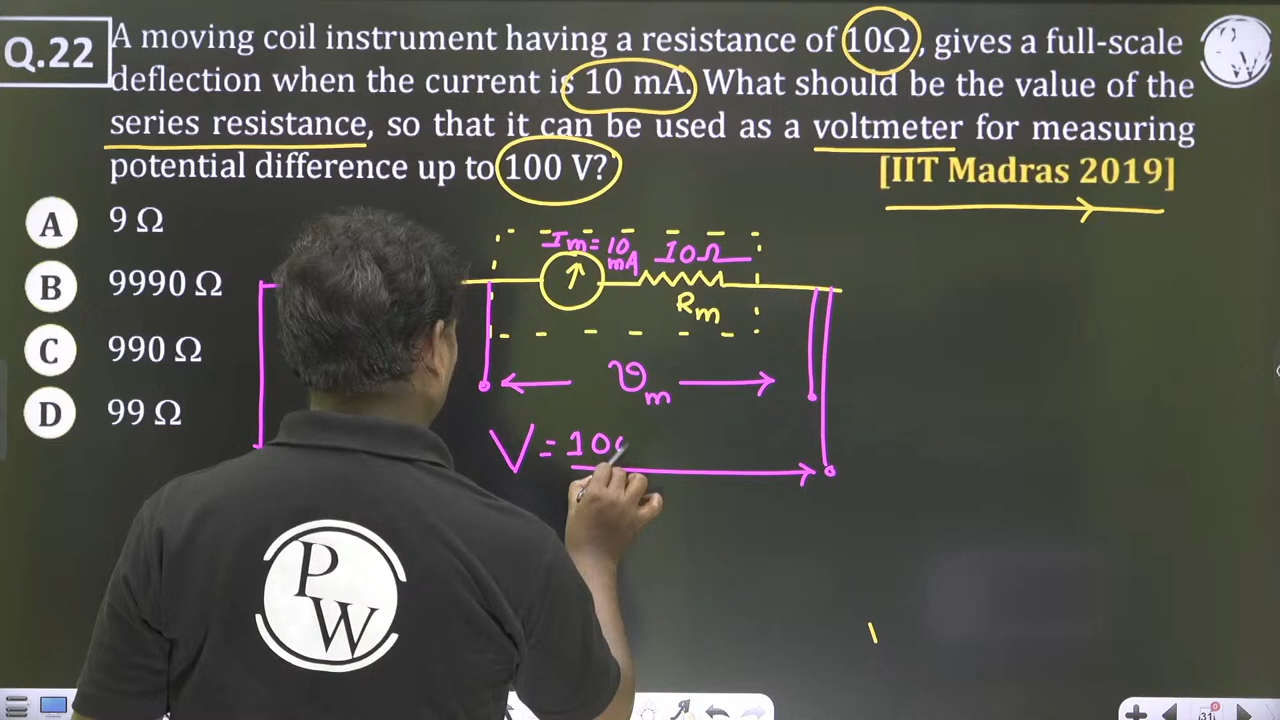 Q.22
A moving coil instrument having a resistance of 10Ω, gives a full-scale
deflection when the current is 10 mA. What should be the value of the
series resistance, so that it can be used as a voltmeter for measuring
potential difference up to 100 V?
[IIT Madras 2019]
A 9 Ω
B 9990 Ω
C 990 Ω
D 99 Ω
Im = 10 mA
10Ω
Rm
vm
V = 100
PW
31